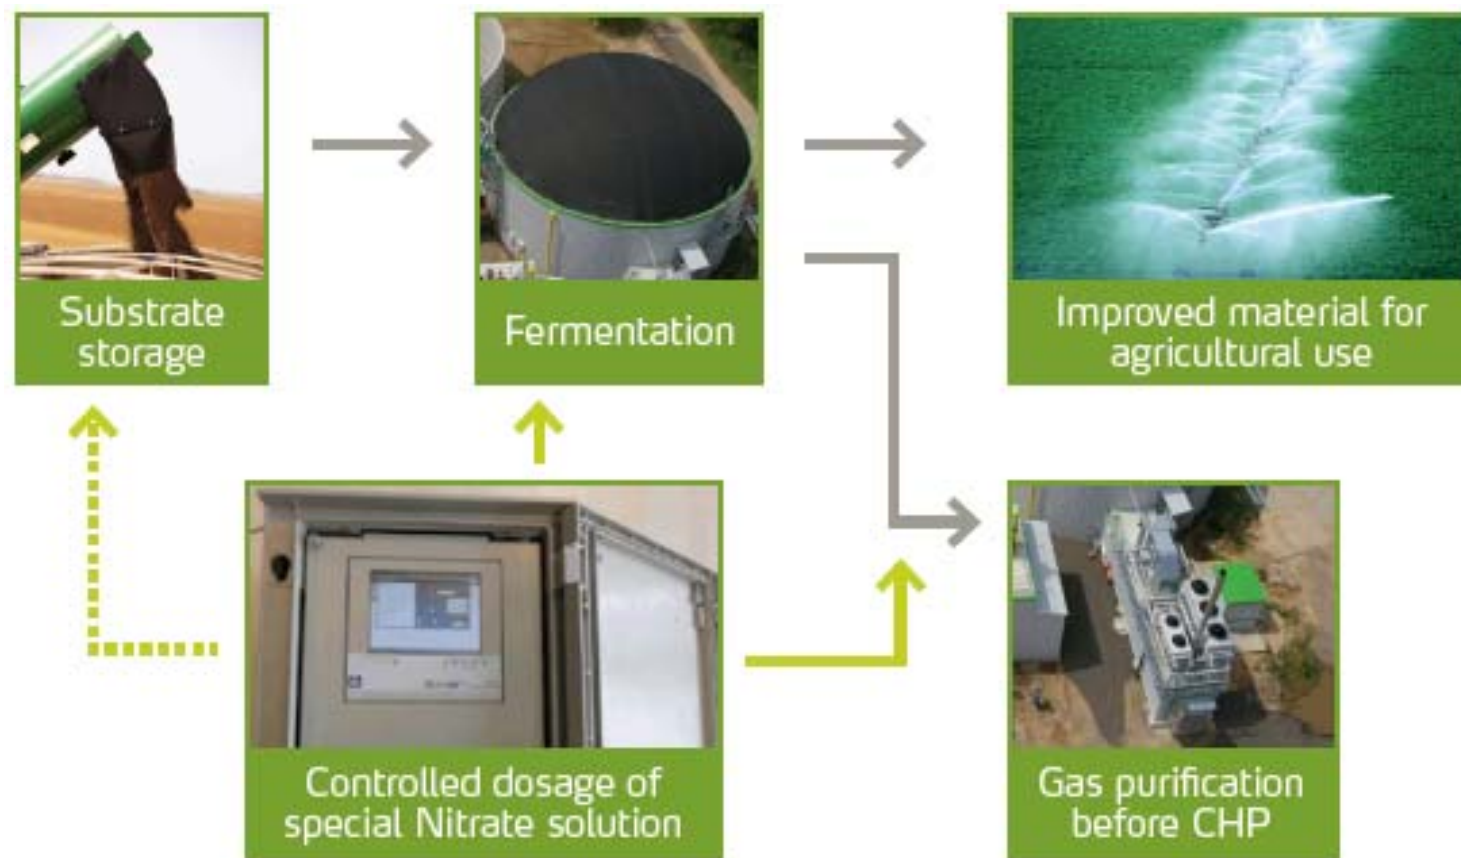 Substrate
storage
Fermentation
Improved material for
agricultural use
Controlled dosage of
special Nitrate solution
Gas purification
before CHP